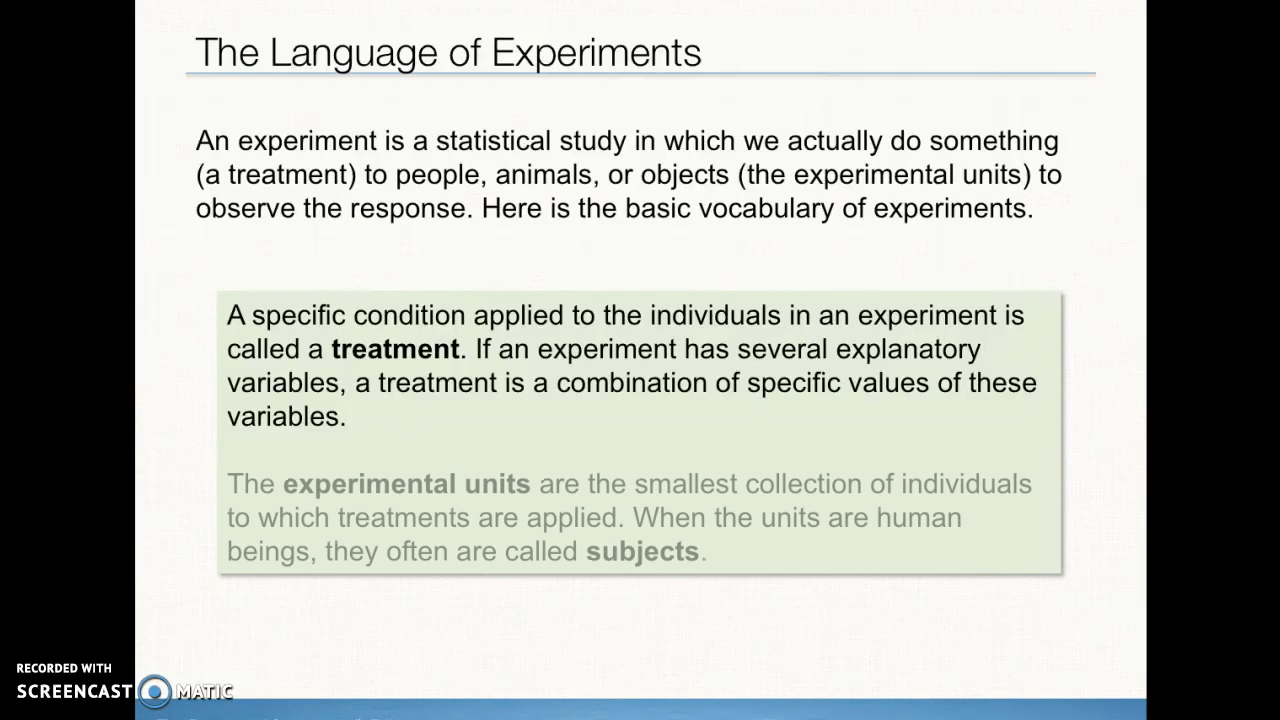 The Language of Experiments
An experiment is a statistical study in which we actually do something
(a treatment) to people, animals, or objects (the experimental units) to
observe the response. Here is the basic vocabulary of experiments.
A specific condition applied to the individuals in an experiment is
called a treatment. If an experiment has several explanatory
variables, a treatment is a combination of specific values of these
variables.
The experimental units are the smallest collection of individuals
to which treatments are applied. When the units are human
beings, they often are called subjects.
RECORDED WITH
SCREENCAST MATIC